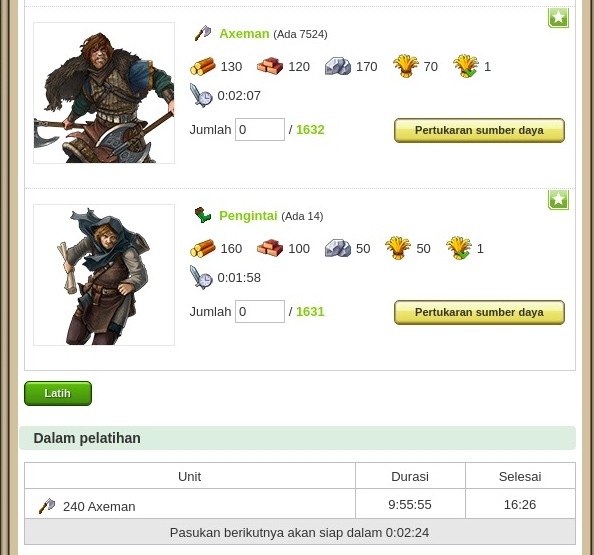 Axeman (Ada 7524)
130 120 170 70 1
0:02:07
Jumlah 0 / 1632 Pertukaran sumber daya
Pengintai (Ada 14)
160 100 50 50 1
0:01:58
Jumlah 0 / 1631 Pertukaran sumber daya
Latih
Dalam pelatihan
Unit Durasi Selesai
240 Axeman 9:55:55 16:26
Pasukan berikutnya akan siap dalam 0:02:24